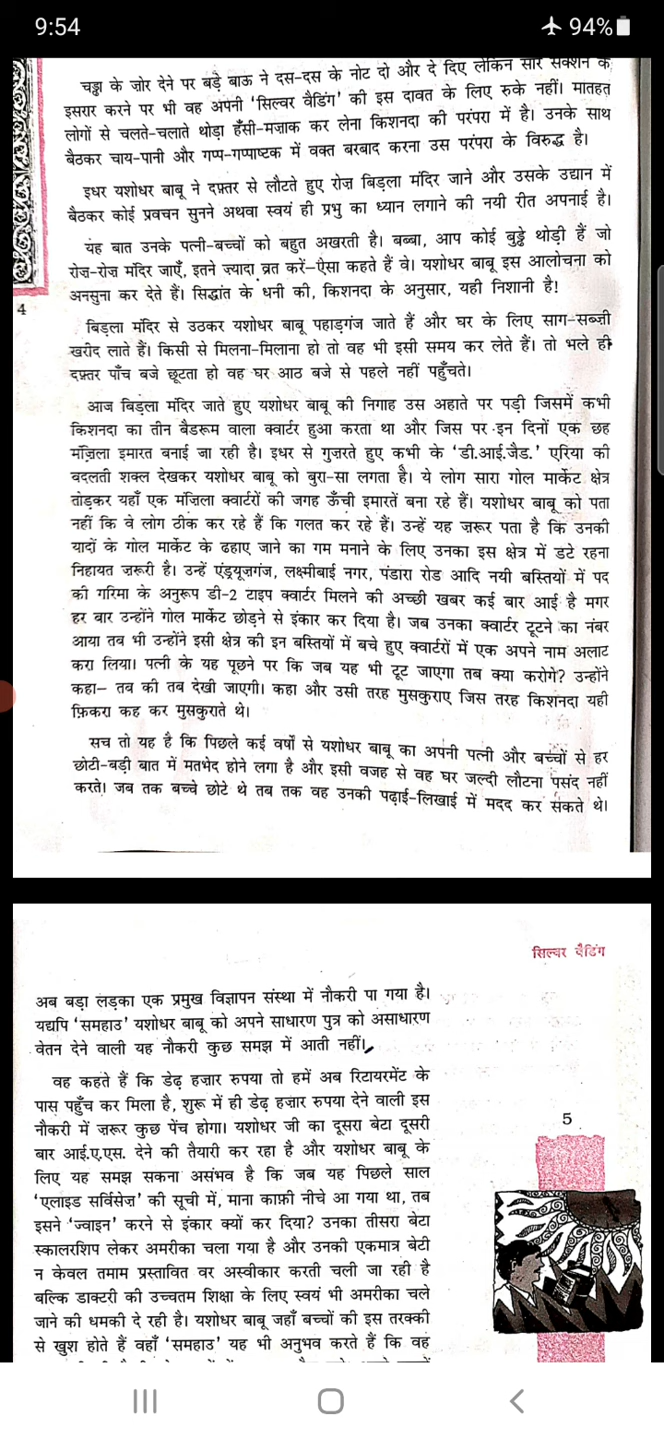 9:54
94%
चड्ढा के ज़ोर देने पर बड़े बाऊ ने दस-दस के नोट दो और दे दिए लेकिन सारे सेक्शन के
इसरार करने पर भी वह अपनी 'सिल्वर वैडिंग' की इस दावत के लिए रुके नहीं। मातहत
लोगों से चलते-चलाते थोड़ा हँसी-मज़ाक कर लेना किशनदा की परंपरा में है। उनके साथ
बैठकर चाय-पानी और गप्प-गप्पाष्टक में वक्त बरबाद करना उस परंपरा के विरुद्ध है।
इधर यशोधर बाबू ने दफ़्तर से लौटते हुए रोज़ बिड़ला मंदिर जाने और उसके उद्यान में
बैठकर कोई प्रवचन सुनने अथवा स्वयं ही प्रभु का ध्यान लगाने की नयी रीत अपनाई है।
यह बात उनके पत्नी-बच्चों को बहुत अखरती है। बब्बा, आप कोई बुड्ढे थोड़ी हैं जो
रोज़-रोज़ मंदिर जाएँ, इतने ज़्यादा व्रत करें-ऐसा कहते हैं वे। यशोधर बाबू इस आलोचना को
अनसुना कर देते हैं। सिद्धांत के धनी की, किशनदा के अनुसार, यही निशानी है!
4
बिड़ला मंदिर से उठकर यशोधर बाबू पहाड़गंज जाते हैं और घर के लिए साग-सब्ज़ी
खरीद लाते हैं। किसी से मिलना-मिलाना हो तो वह भी इसी समय कर लेते हैं। तो भले ही
दफ़्तर पाँच बजे छूटता हो वह घर आठ बजे से पहले नहीं पहुँचते।
आज बिड़ला मंदिर जाते हुए यशोधर बाबू की निगाह उस अहाते पर पड़ी जिसमें कभी
किशनदा का तीन बैडरूम वाला क्वार्टर हुआ करता था और जिस पर इन दिनों एक छह
मंज़िला इमारत बनाई जा रही है। इधर से गुज़रते हुए कभी के 'डी.आई.जैड.' एरिया की
बदलती शक्ल देखकर यशोधर बाबू को बुरा-सा लगता है। ये लोग सारा गोल मार्केट क्षेत्र
तोड़कर यहाँ एक मंजिला क्वार्टरों की जगह ऊँची इमारतें बना रहे हैं। यशोधर बाबू को पता
नहीं कि वे लोग ठीक कर रहे हैं कि गलत कर रहे हैं। उन्हें यह ज़रूर पता है कि उनकी
यादों के गोल मार्केट के ढहाए जाने का गम मनाने के लिए उनका इस क्षेत्र में डटे रहना
निहायत ज़रूरी है। उन्हें एंड्रयूजगंज, लक्ष्मीबाई नगर, पंडारा रोड आदि नयी बस्तियों में पद
की गरिमा के अनुरूप डी-2 टाइप क्वार्टर मिलने की अच्छी खबर कई बार आई है मगर
हर बार उन्होंने गोल मार्केट छोड़ने से इंकार कर दिया है। जब उनका क्वार्टर टूटने का नंबर
आया तब भी उन्होंने इसी क्षेत्र की इन बस्तियों में बचे हुए क्वार्टरों में एक अपने नाम अलाट
करा लिया। पत्नी के यह पूछने पर कि जब यह भी टूट जाएगा तब क्या करोगे? उन्होंने
कहा– तब की तब देखी जाएगी। कहा और उसी तरह मुसकुराए जिस तरह किशनदा यही
फ़िकरा कह कर मुसकुराते थे।
सच तो यह है कि पिछले कई वर्षों से यशोधर बाबू का अपनी पत्नी और बच्चों से हर
छोटी-बड़ी बात में मतभेद होने लगा है और इसी वजह से वह घर जल्दी लौटना पसंद नहीं
करते। जब तक बच्चे छोटे थे तब तक वह उनकी पढ़ाई-लिखाई में मदद कर सकते थे।
सिल्वर वैडिंग
अब बड़ा लड़का एक प्रमुख विज्ञापन संस्था में नौकरी पा गया है।
यद्यपि 'समहाउ' यशोधर बाबू को अपने साधारण पुत्र को असाधारण
वेतन देने वाली यह नौकरी कुछ समझ में आती नहीं।
वह कहते हैं कि डेढ़ हज़ार रुपया तो हमें अब रिटायरमेंट के
पास पहुँच कर मिला है, शुरू में ही डेढ़ हज़ार रुपया देने वाली इस
नौकरी में ज़रूर कुछ पेंच होगा। यशोधर जी का दूसरा बेटा दूसरी
बार आई.ए.एस. देने की तैयारी कर रहा है और यशोधर बाबू के
लिए यह समझ सकना असंभव है कि जब यह पिछले साल
'एलाइड सर्विसेज़' की सूची में, माना काफ़ी नीचे आ गया था, तब
इसने 'ज्वाइन' करने से इंकार क्यों कर दिया? उनका तीसरा बेटा
स्कालरशिप लेकर अमरीका चला गया है और उनकी एकमात्र बेटी
न केवल तमाम प्रस्तावित वर अस्वीकार करती चली जा रही है
बल्कि डाक्टरी की उच्चतम शिक्षा के लिए स्वयं भी अमरीका चले
जाने की धमकी दे रही है। यशोधर बाबू जहाँ बच्चों की इस तरक्की
से खुश होते हैं वहाँ 'समहाउ' यह भी अनुभव करते हैं कि वह
5